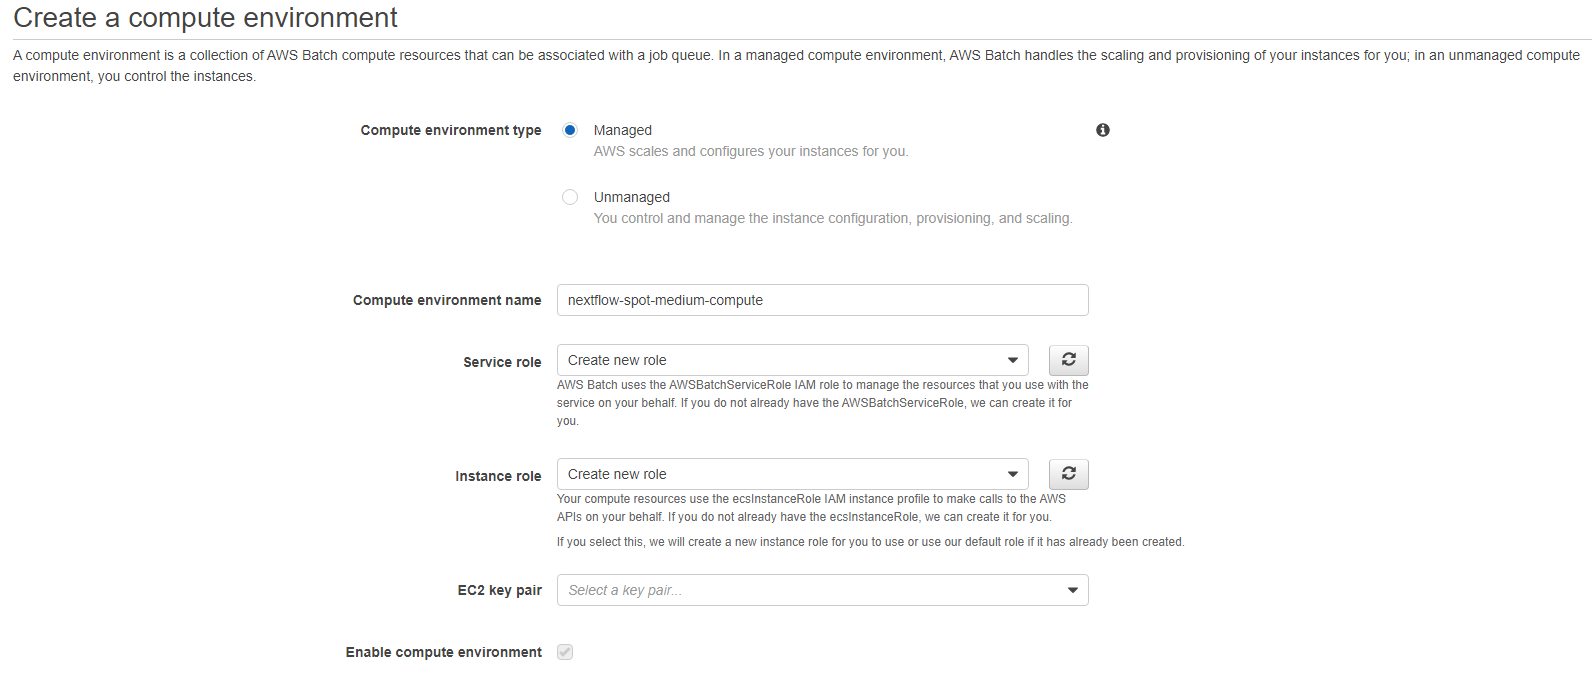 Create a compute environment
A compute environment is a collection of AWS Batch compute resources that can be associated with a job queue. In a managed compute environment, AWS Batch handles the scaling and provisioning of your instances for you; in an unmanaged compute
environment, you control the instances.
Compute environment type
Managed
AWS scales and configures your instances for you.
Unmanaged
You control and manage the instance configuration, provisioning, and scaling.
Compute environment name
nextflow-spot-medium-compute
Service role
Create new role
AWS Batch uses the AWSBatchServiceRole IAM role to manage the resources that you use with the
service on your behalf. If you do not already have the AWSBatchServiceRole, we can create it for
you.
Instance role
Create new role
Your compute resources use the ecsInstanceRole IAM instance profile to make calls to the AWS
APIs on your behalf. If you do not already have the ecsInstanceRole, we can create it for you.
If you select this, we will create a new instance role for you to use or use our default role if it has already been created.
EC2 key pair
Select a key pair...
Enable compute environment